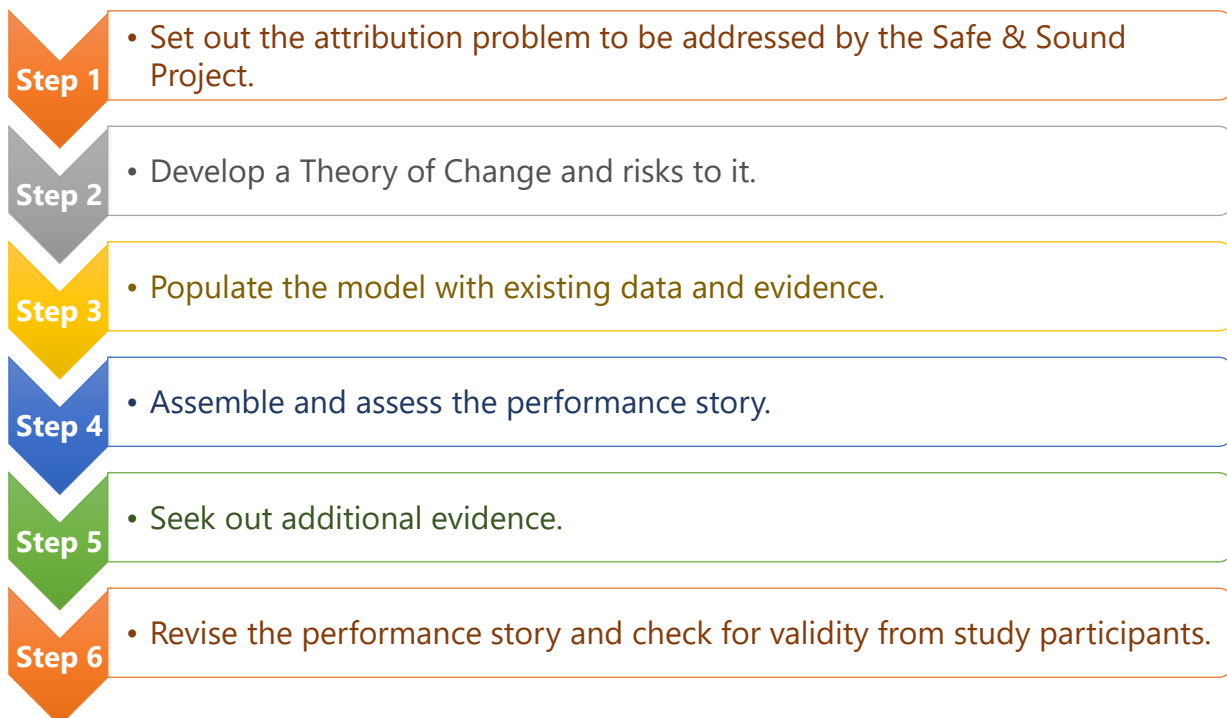 Step 1
• Set out the attribution problem to be addressed by the Safe & Sound
Project.
Step 2
• Develop a Theory of Change and risks to it.
Step 3
• Populate the model with existing data and evidence.
Step 4
• Assemble and assess the performance story.
Step 5
• Seek out additional evidence.
Step 6
• Revise the performance story and check for validity from study participants.